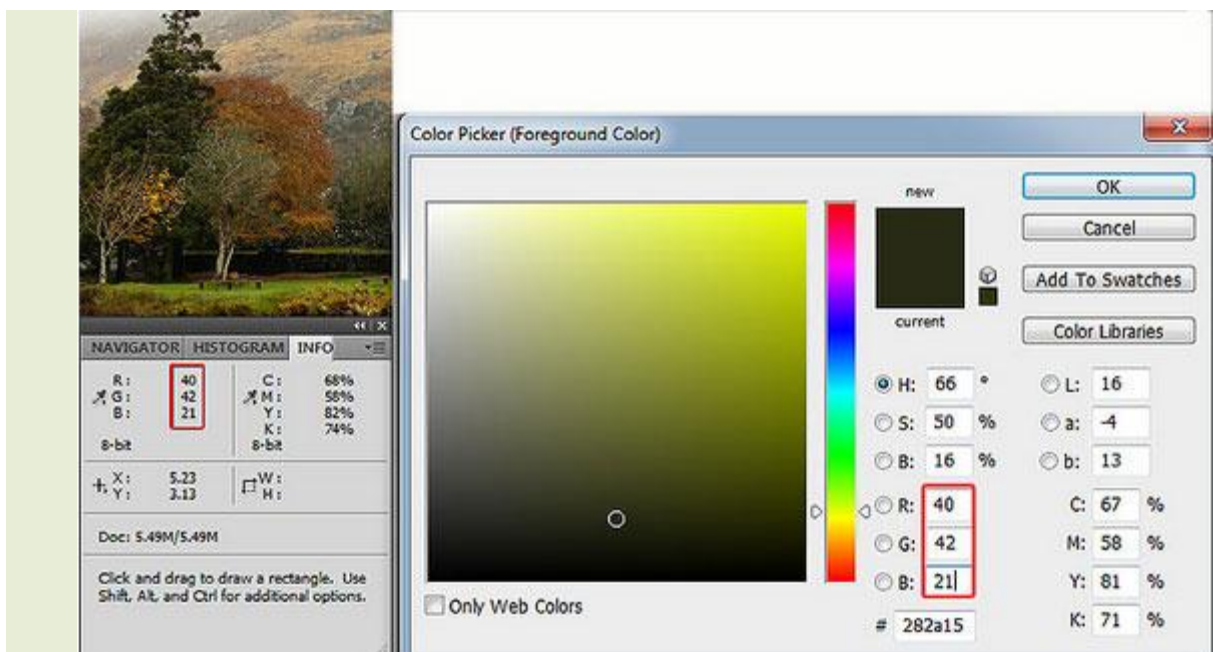 Color Picker (Foreground Color)
new
current
OK
Cancel
Add To Swatches
Color Libraries
H: 66 °
S: 50 %
B: 16 %
R: 40
G: 42
B: 21
# 282a15
L: 16
a: -4
b: 13
C: 67 %
M: 58 %
Y: 81 %
K: 71 %
Only Web Colors
NAVIGATOR HISTOGRAM INFO
R: 40
G: 42
B: 21
8-bit
C: 68%
M: 58%
Y: 82%
K: 74%
8-bit
X: 5.23
Y: 3.13
W:
H:
Doc: 5.49M/5.49M
Click and drag to draw a rectangle. Use
Shift, Alt, and Ctrl for additional options.